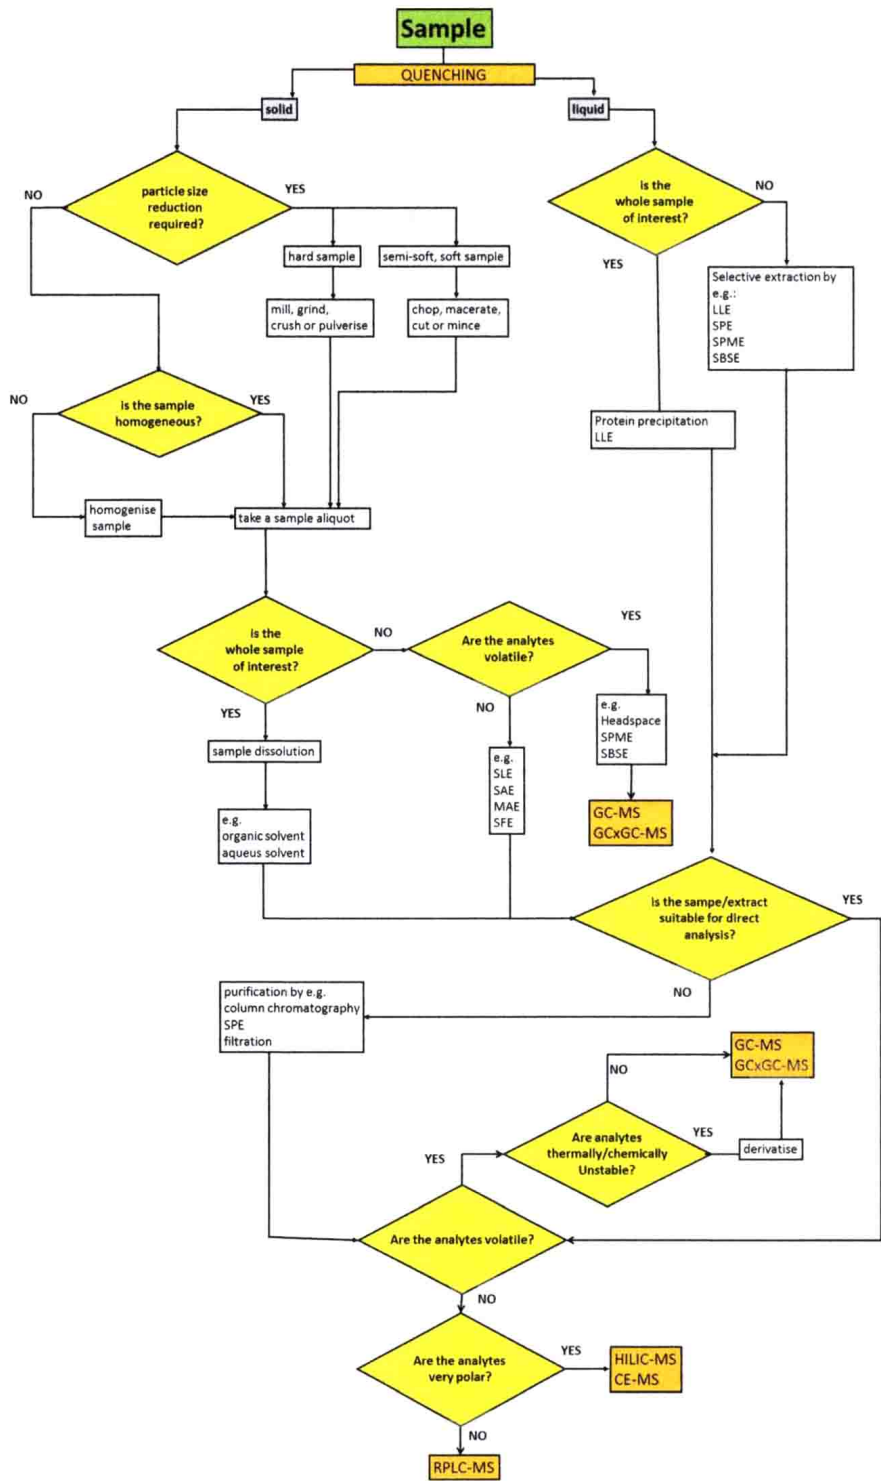 Sample
QUENCHING
solid
liquid
particle size
reduction
required?
NO
YES
is the
whole sample
of interest?
NO
YES
hard sample
semi-soft, soft sample
mill, grind,
crush or pulverise
chop, macerate,
cut or mince
Selective extraction by
e.g.:
LLE
SPE
SPME
SBSE
is the sample
homogeneous?
NO
YES
Protein precipitation
LLE
homogenise
sample
take a sample aliquot
is the
whole sample
of interest?
NO
YES
Are the analytes
volatile?
YES
NO
sample dissolution
e.g.
organic solvent
aqueus solvent
e.g.
SLE
SAE
MAE
SFE
e.g.
Headspace
SPME
SBSE
GC-MS
GCxGC-MS
is the sampe/extract
suitable for direct
analysis?
YES
NO
purification by e.g.
column chromatography
SPE
filtration
GC-MS
GCxGC-MS
NO
Are analytes
thermally/chemically
Unstable?
YES
derivatise
YES
Are the analytes volatile?
NO
Are the analytes
very polar?
YES
HILIC-MS
CE-MS
NO
RPLC-MS